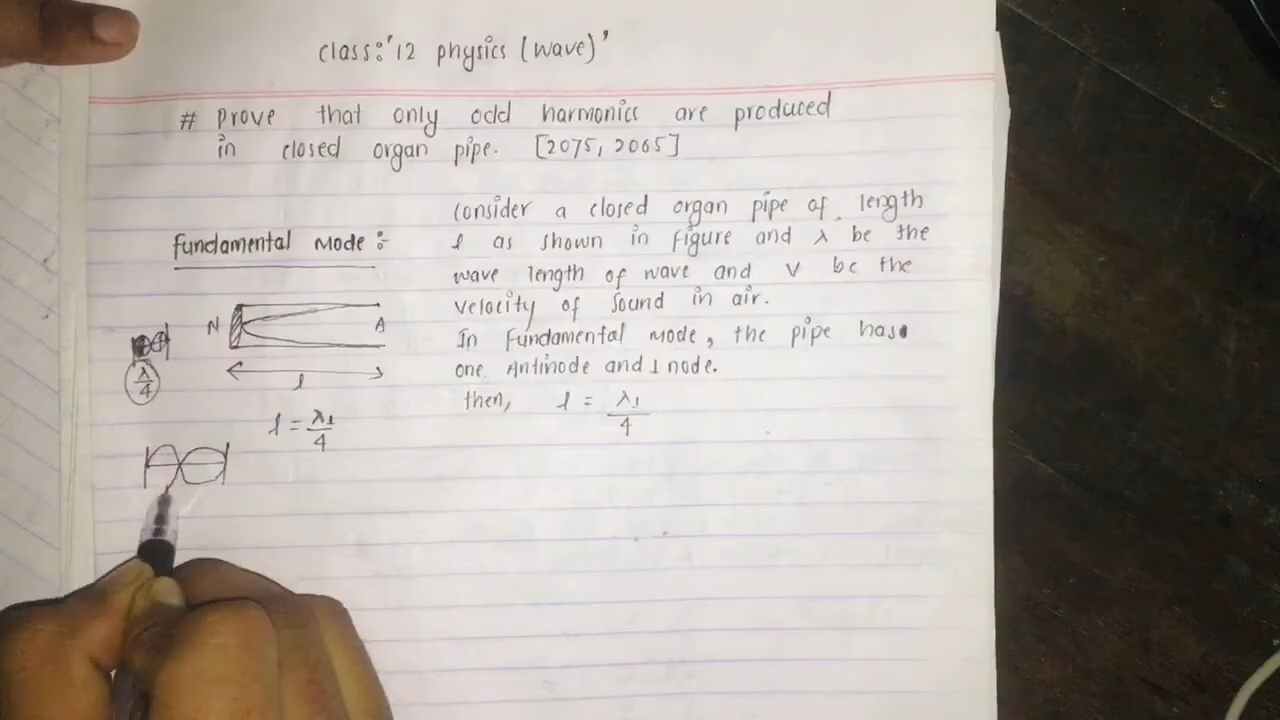 class:'12 physics (wave)'
# prove that only odd harmonics are produced
in closed organ pipe. [2075, 2065]
Consider a closed organ pipe of length
fundamental Mode :-
l as shown in figure and λ be the
wave length of wave and v be the
velocity of sound in air.
N A
In Fundamental mode, the pipe has
one Antinode and 1 node.
λ/4
l
then, l = λ1/4
l = λ1/4